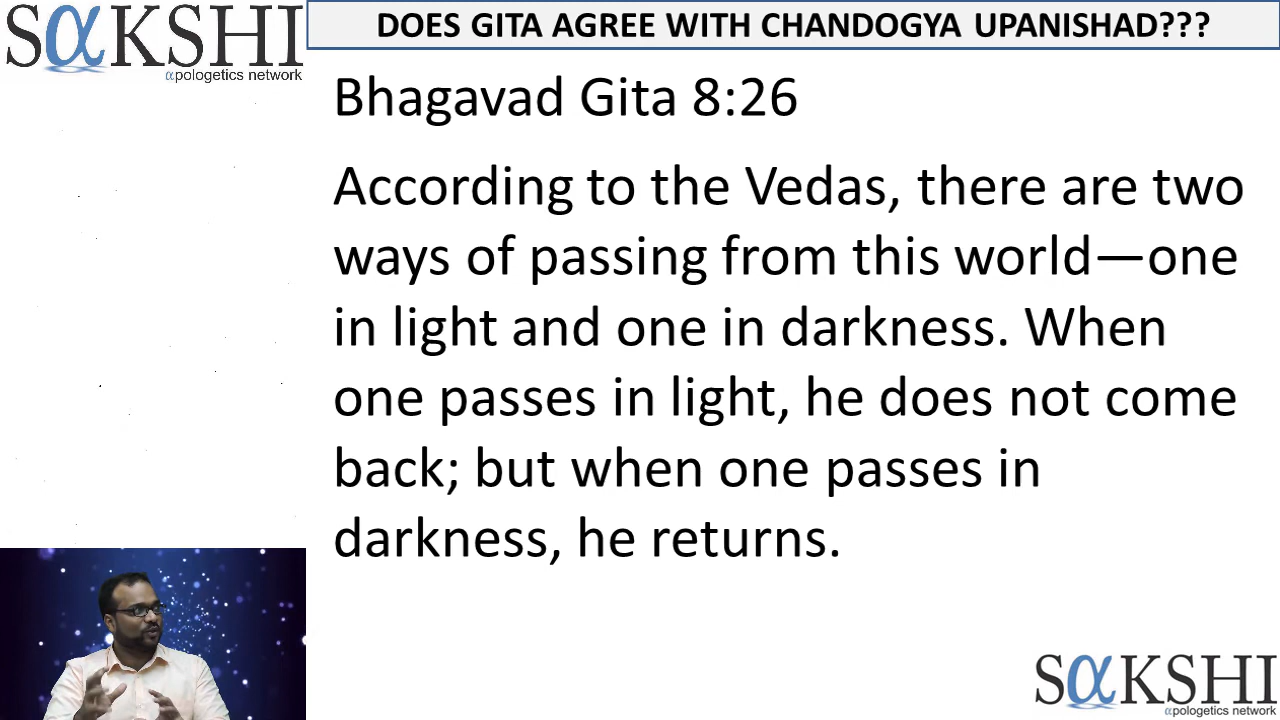 SαKSHI
αpologetics network
DOES GITA AGREE WITH CHANDOGYA UPANISHAD???
Bhagavad Gita 8:26
According to the Vedas, there are two
ways of passing from this world—one
in light and one in darkness. When
one passes in light, he does not come
back; but when one passes in
darkness, he returns.
SαKSHI
αpologetics network